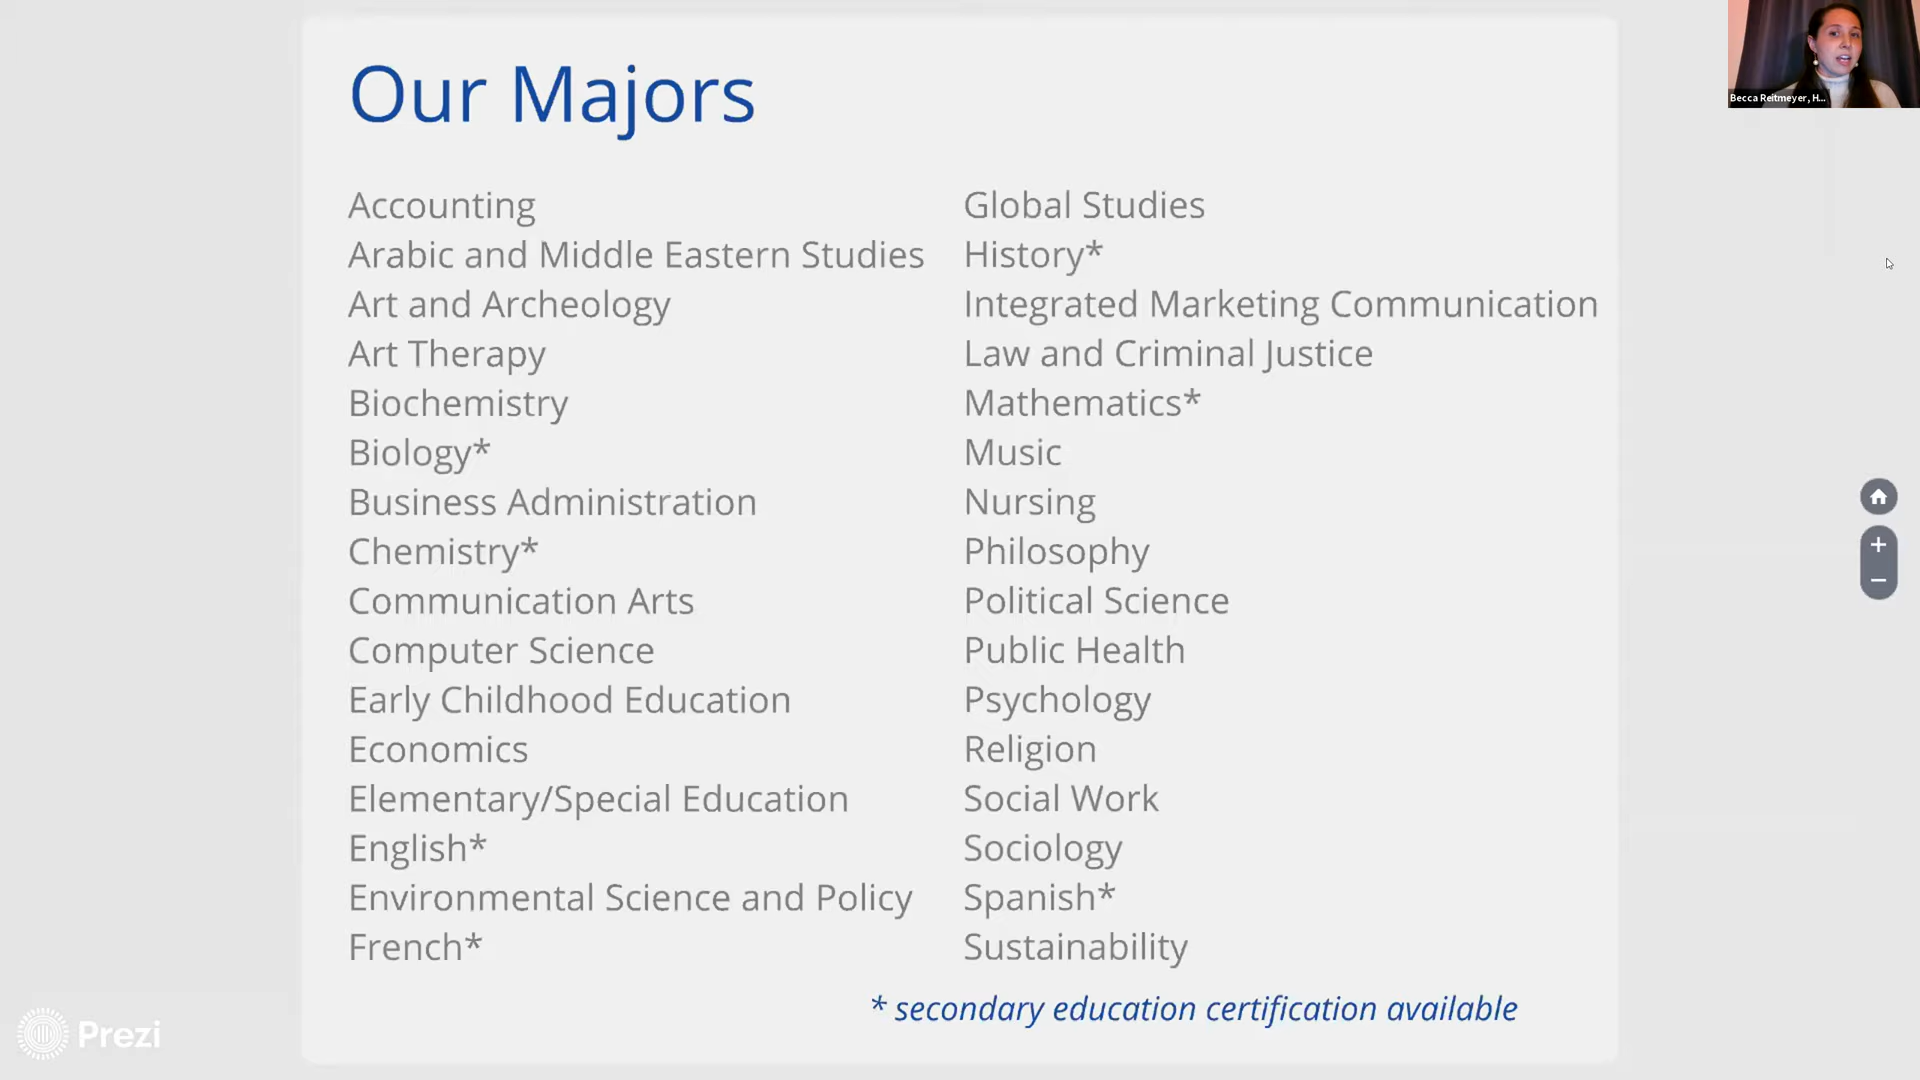 Our Majors
Accounting
Arabic and Middle Eastern Studies
Art and Archeology
Art Therapy
Biochemistry
Biology*
Business Administration
Chemistry*
Communication Arts
Computer Science
Early Childhood Education
Economics
Elementary/Special Education
English*
Environmental Science and Policy
French*
Global Studies
History*
Integrated Marketing Communication
Law and Criminal Justice
Mathematics*
Music
Nursing
Philosophy
Political Science
Public Health
Psychology
Religion
Social Work
Sociology
Spanish*
Sustainability
* secondary education certification available
Becca Reitmeyer, H...
Prezi